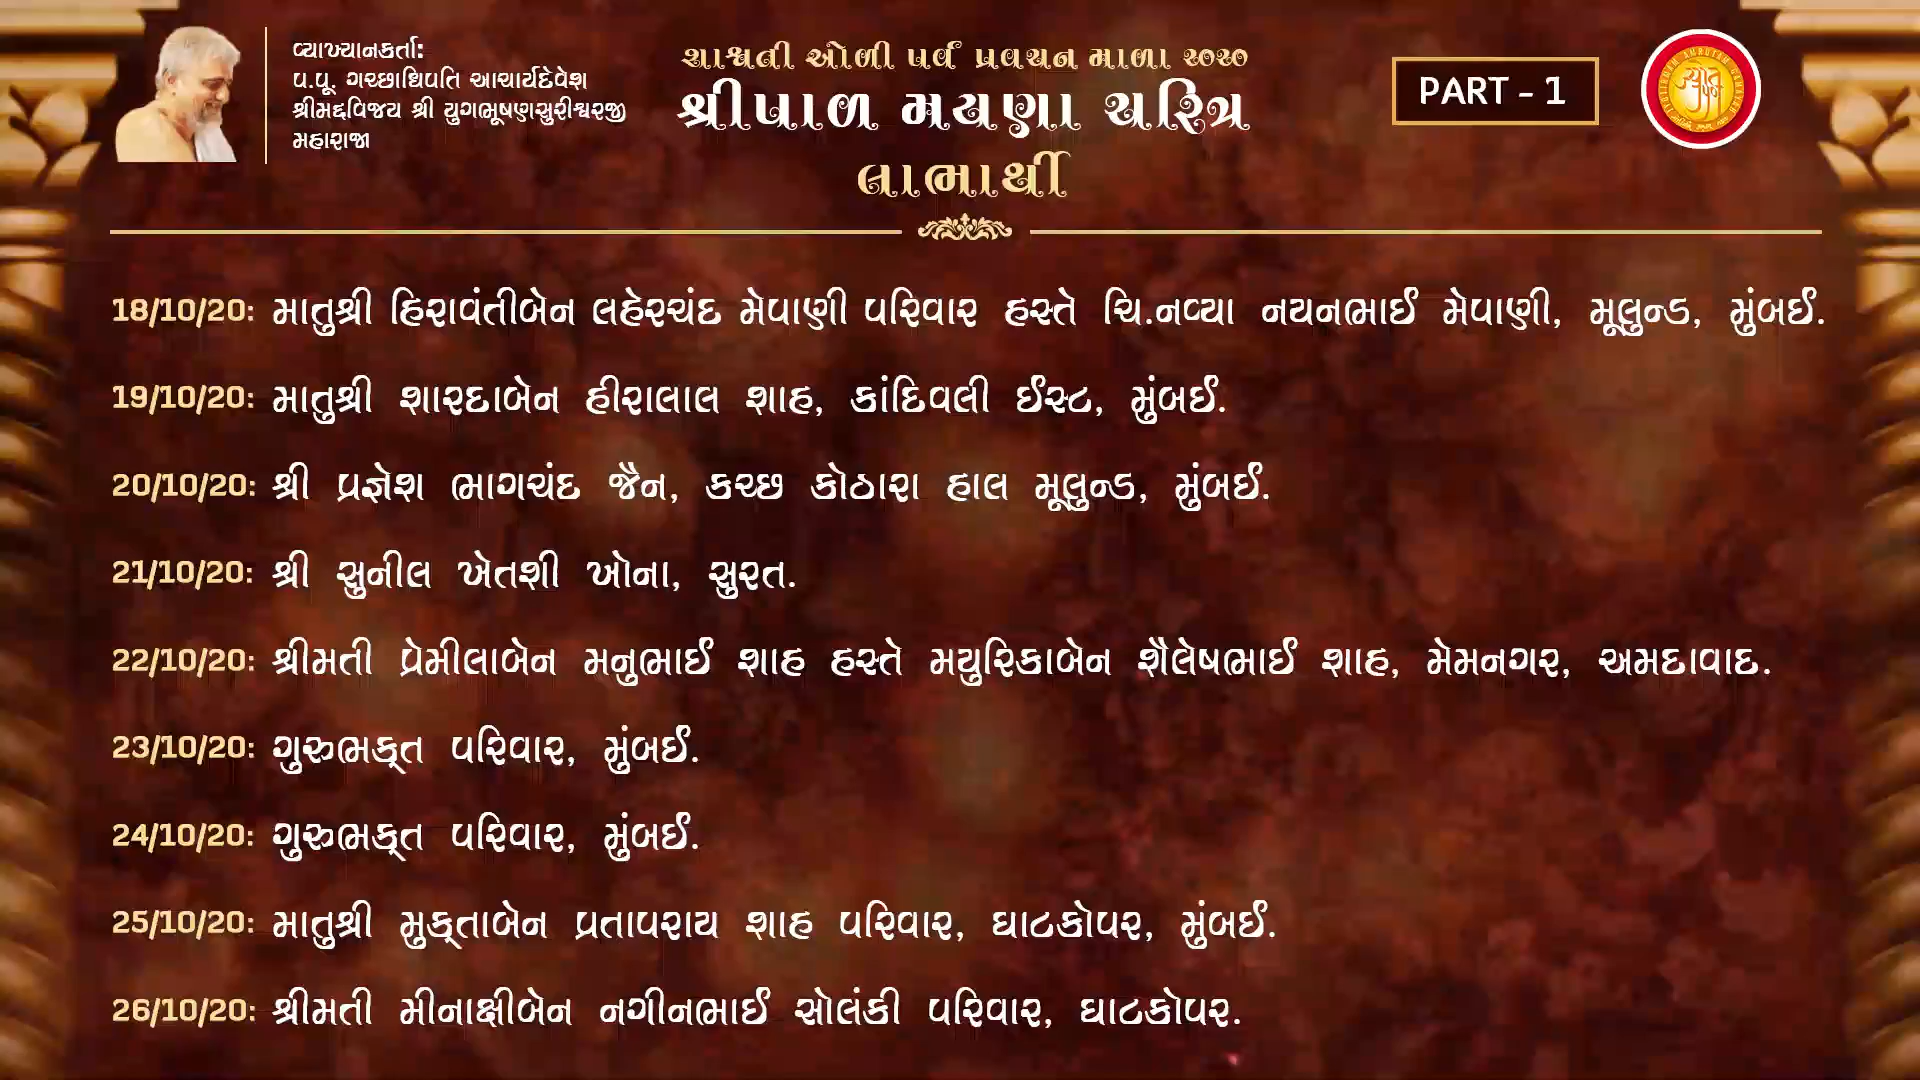 વ્યાખ્યાનકર્તા:
પ.પૂ. ગચ્છાધિપતિ આચાર્યદેવેશ
શ્રીમદ્વિજય શ્રી યુગભૂષણસુરીશ્વરજી
મહારાજા
શાશ્વતી ઓળી પર્વ પ્રવચન માળા ૨૦૨૦
શ્રીપાળ મયણા ચરિત્ર
લાભાર્થી
PART - 1
18/10/20: માતુશ્રી હિરાવંતીબેન લહેરચંદ મેપાણી પરિવાર હસ્તે ચિ.નવ્યા નયનભાઈ મેપાણી, મૂલુન્ડ, મુંબઈ.
19/10/20: માતુશ્રી શારદાબેન હીરાલાલ શાહ, કાંદિવલી ઈસ્ટ, મુંબઈ.
20/10/20: શ્રી પ્રજ્ઞેશ ભાગચંદ જૈન, કચ્છ કોઠારા હાલ મૂલુન્ડ, મુંબઈ.
21/10/20: શ્રી સુનીલ ખેતશી ખોના, સુરત.
22/10/20: શ્રીમતી પ્રેમીલાબેન મનુભાઈ શાહ હસ્તે મયુરિકાબેન શૈલેષભાઈ શાહ, મેમનગર, અમદાવાદ.
23/10/20: ગુરુભક્ત પરિવાર, મુંબઈ.
24/10/20: ગુરુભક્ત પરિવાર, મુંબઈ.
25/10/20: માતુશ્રી મુક્તાબેન પ્રતાપરાય શાહ પરિવાર, ઘાટકોપર, મુંબઈ.
26/10/20: શ્રીમતી મીનાક્ષીબેન નગીનભાઈ સોલંકી પરિવાર, ઘાટકોપર.